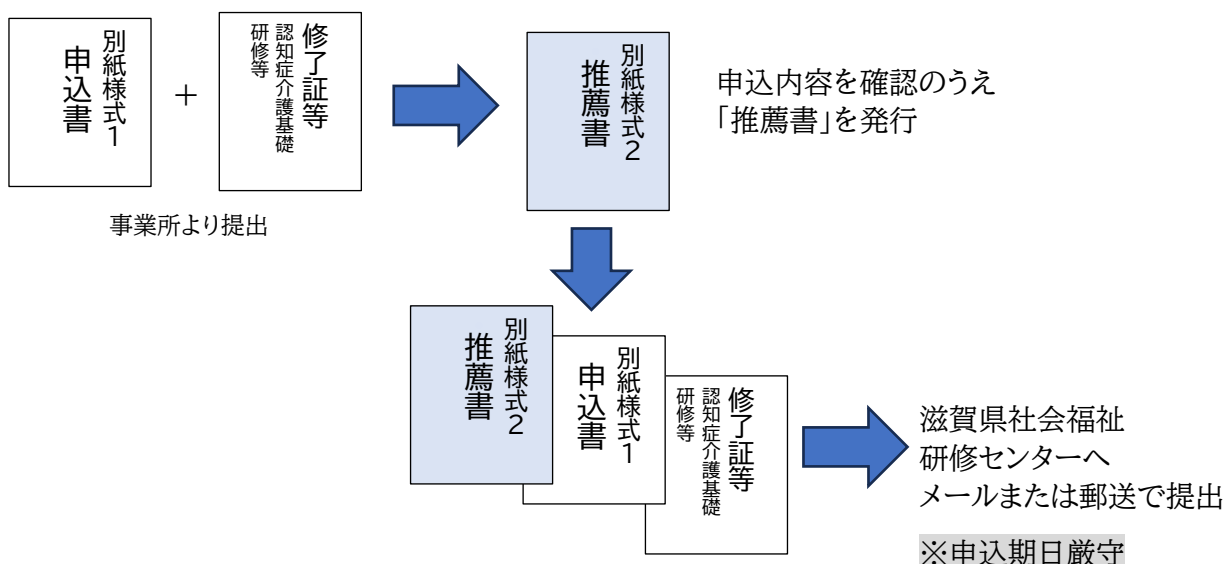 別紙様式1
申込書
+
修了証等
認知症介護基礎
研修等
別紙様式2
推薦書
申込内容を確認のうえ
「推薦書」を発行
事業所より提出
別紙様式2
推薦書
別紙様式1
申込書
修了証等
認知症介護基礎
研修等
滋賀県社会福祉
研修センターへ
メールまたは郵送で提出
※申込期日厳守